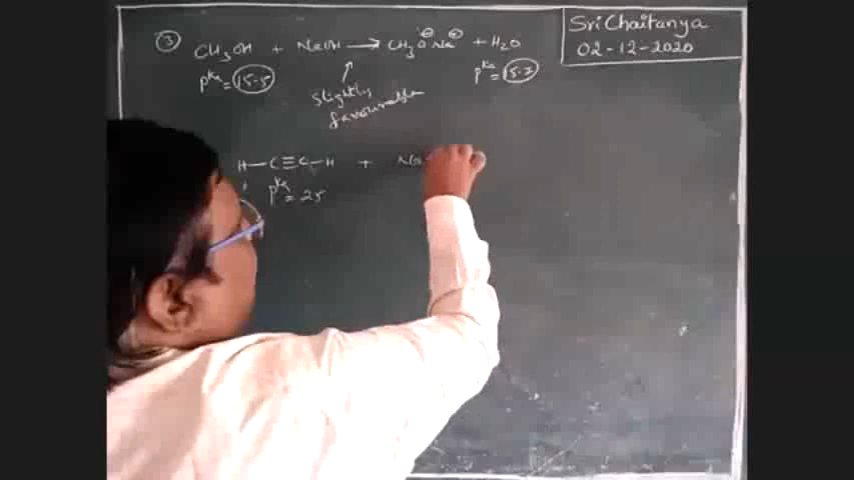 Sri Chaitanya
02-12-2020
③ CH₃OH + NaOH ⟶ CH₃O⊖ Na⊕ + H₂O
pKa = 15.5
pKa = 15.7
Slightly
favourable
H—C≡C—H + Na
pKa = 25